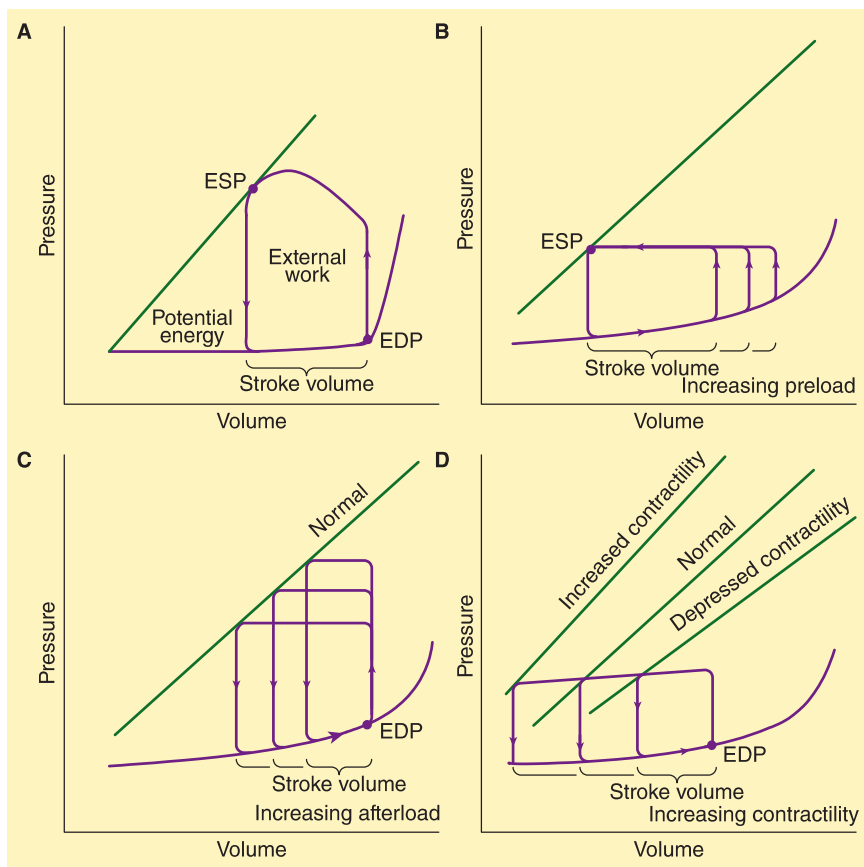 A
Pressure
ESP
External
work
Potential
energy
EDP
Stroke volume
Volume
B
Pressure
ESP
Stroke volume
Increasing preload
Volume
C
Pressure
Normal
EDP
Stroke volume
Increasing afterload
Volume
D
Pressure
Increased contractility
Normal
Depressed contractility
EDP
Stroke volume
Increasing contractility
Volume